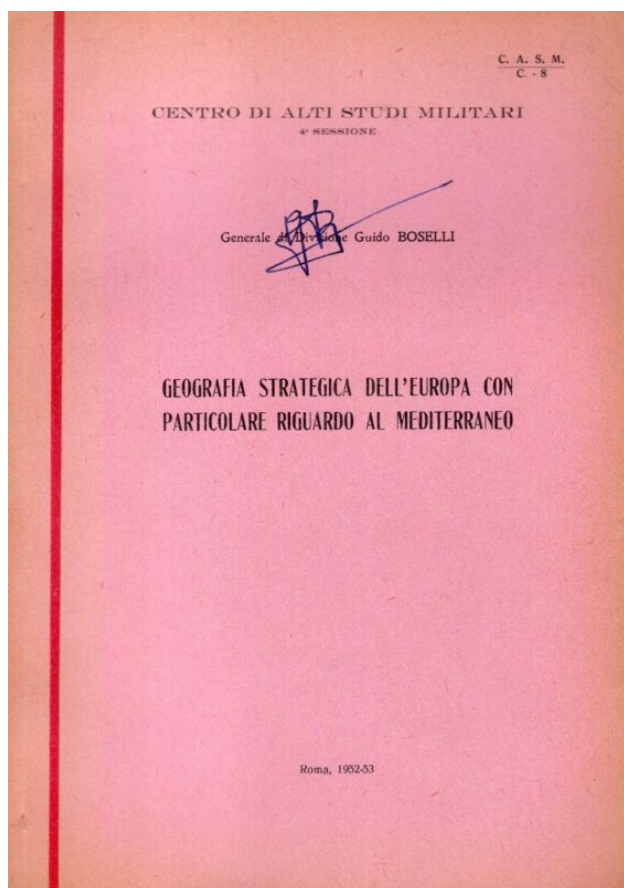 C. A. S. M.
C. - 8
CENTRO DI ALTI STUDI MILITARI
4ª SESSIONE
Generale di Divisione Guido BOSELLI
GEOGRAFIA STRATEGICA DELL'EUROPA CON
PARTICOLARE RIGUARDO AL MEDITERRANEO
Roma, 1952-53